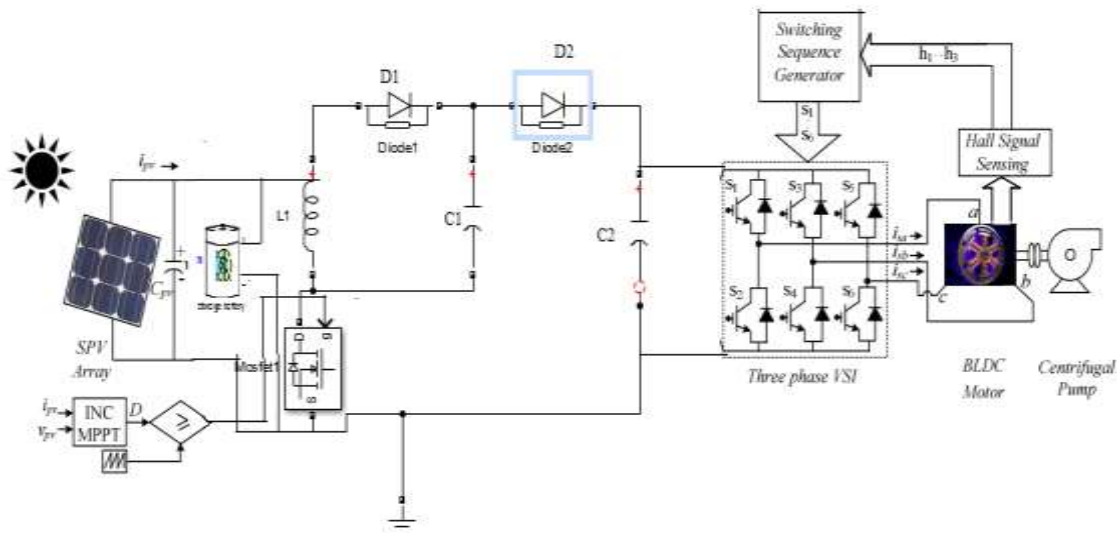 D2
Switching
Sequence
Generator
h1...h3
D1
S1
S6
Hall Signal
Sensing
Diode1
Diode2
ipv
S1
S3
S5
L1
C1
C2
a
isa
isb
isc
Cpv
b
c
S2
S4
S6
D
g
Mosfet1
S
SPV
Array
Three phase VSI
BLDC
Motor
Centrifugal
Pump
ipv
vpv
INC
MPPT
D
≥